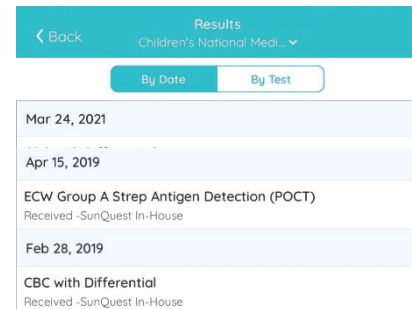 Results
Back
Children's National Medi...
By Date
By Test
Mar 24, 2021
Apr 15, 2019
ECW Group A Strep Antigen Detection (POCT)
Received -SunQuest In-House
Feb 28, 2019
CBC with Differential
Received -SunQuest In-House